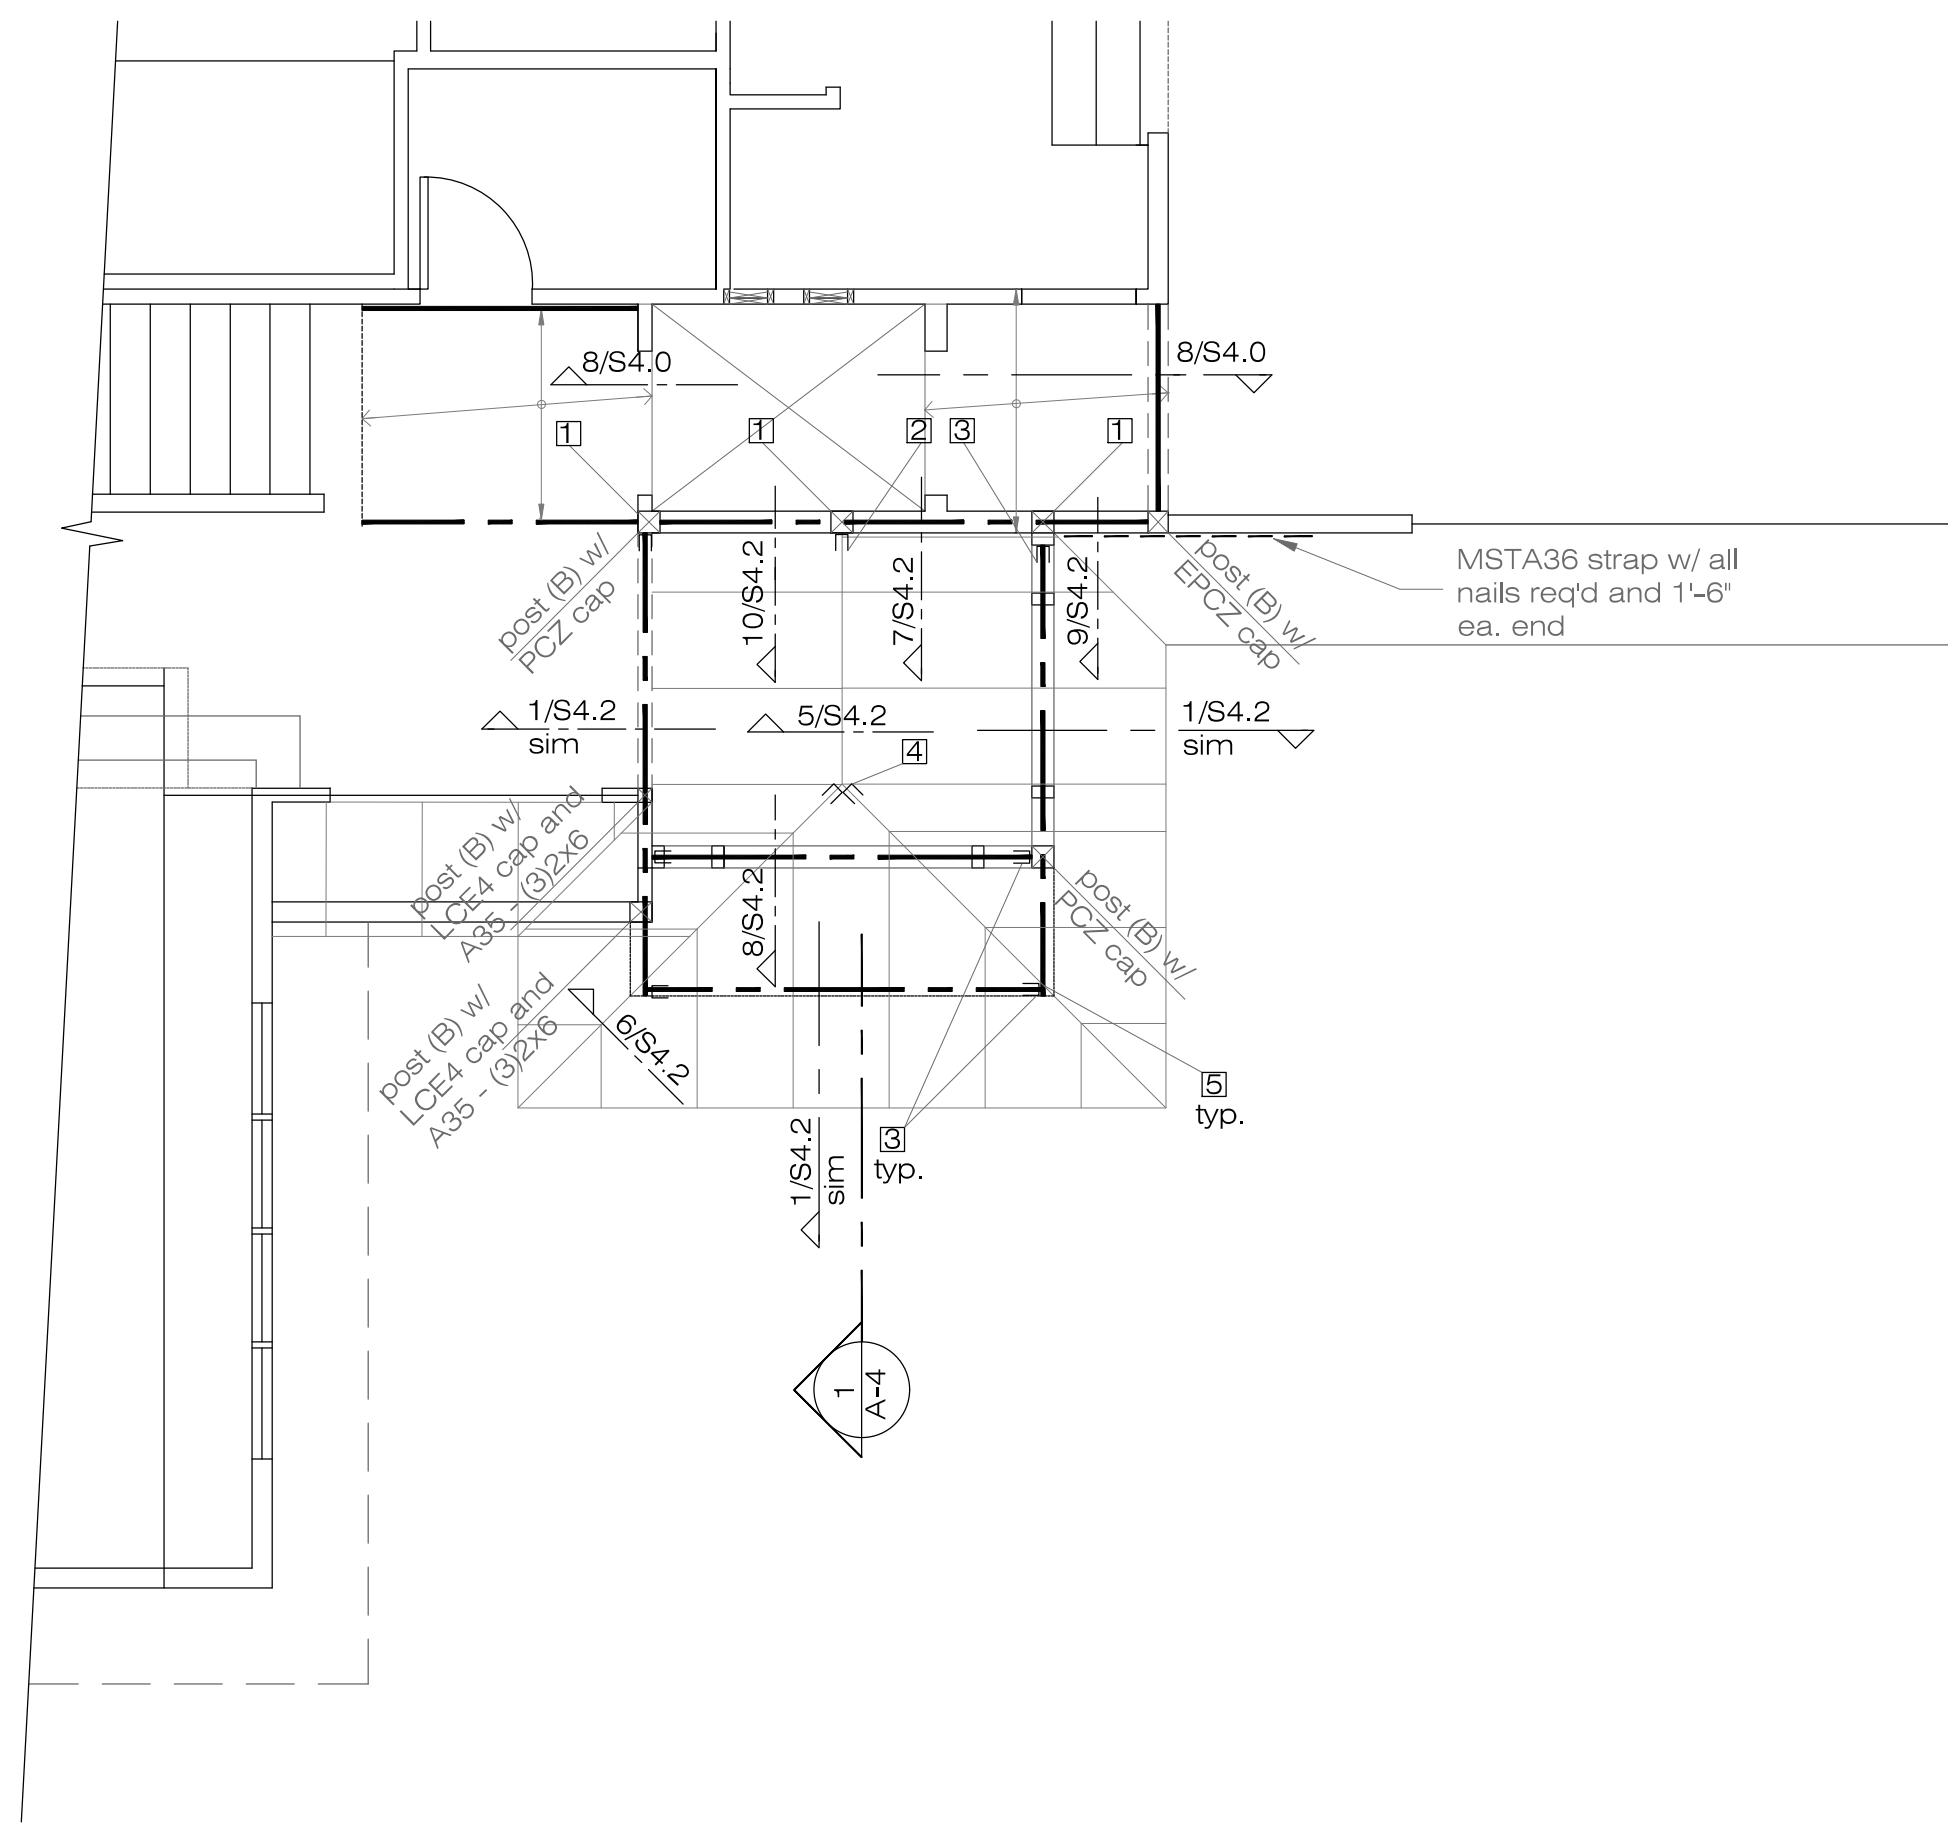 8/S4.0
8/S4.0
1
1
2
3
1
post (B) w/
PCZ cap
10/S4.2
7/S4.2
9/S4.2
post (B) w/
EPCZ cap
MSTA36 strap w/ all
nails req'd and 1'-6"
ea. end
1/S4.2
sim
5/S4.2
1/S4.2
sim
4
post (B) w/
LCE4 cap and
A35 - (3)2x6
8/S4.2
post (B) w/
PCZ cap
post (B) w/
LCE4 cap and
A35 - (3)2x6
6/S4.2
5
typ.
3
typ.
1/S4.2
sim
1
A-4